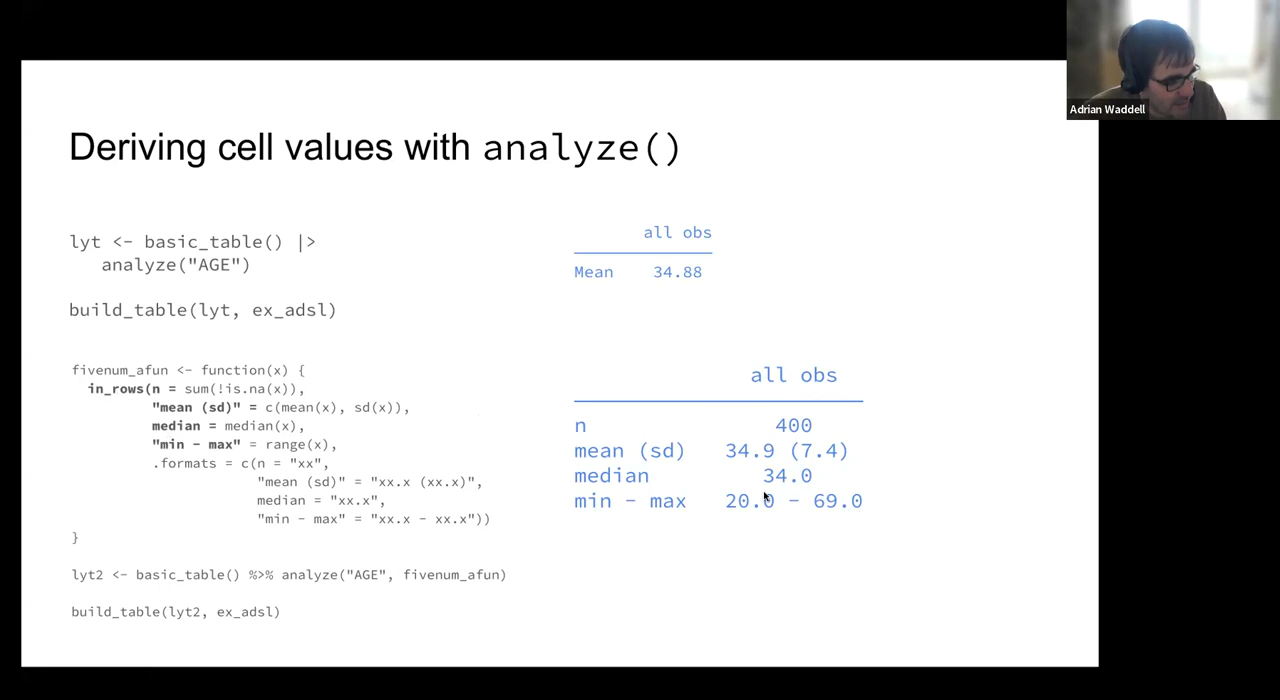 Adrian Waddell
Deriving cell values with analyze()
lyt <- basic_table() |>
analyze("AGE")
build_table(lyt, ex_adsl)
all obs
Mean 34.88
fivenum_afun <- function(x) {
in_rows(n = sum(!is.na(x)),
"mean (sd)" = c(mean(x), sd(x)),
median = median(x),
"min - max" = range(x),
.formats = c(n = "xx",
"mean (sd)" = "xx.x (xx.x)",
median = "xx.x",
"min - max" = "xx.x - xx.x"))
}
lyt2 <- basic_table() %>% analyze("AGE", fivenum_afun)
build_table(lyt2, ex_adsl)
all obs
n 400
mean (sd) 34.9 (7.4)
median 34.0
min - max 20.0 - 69.0